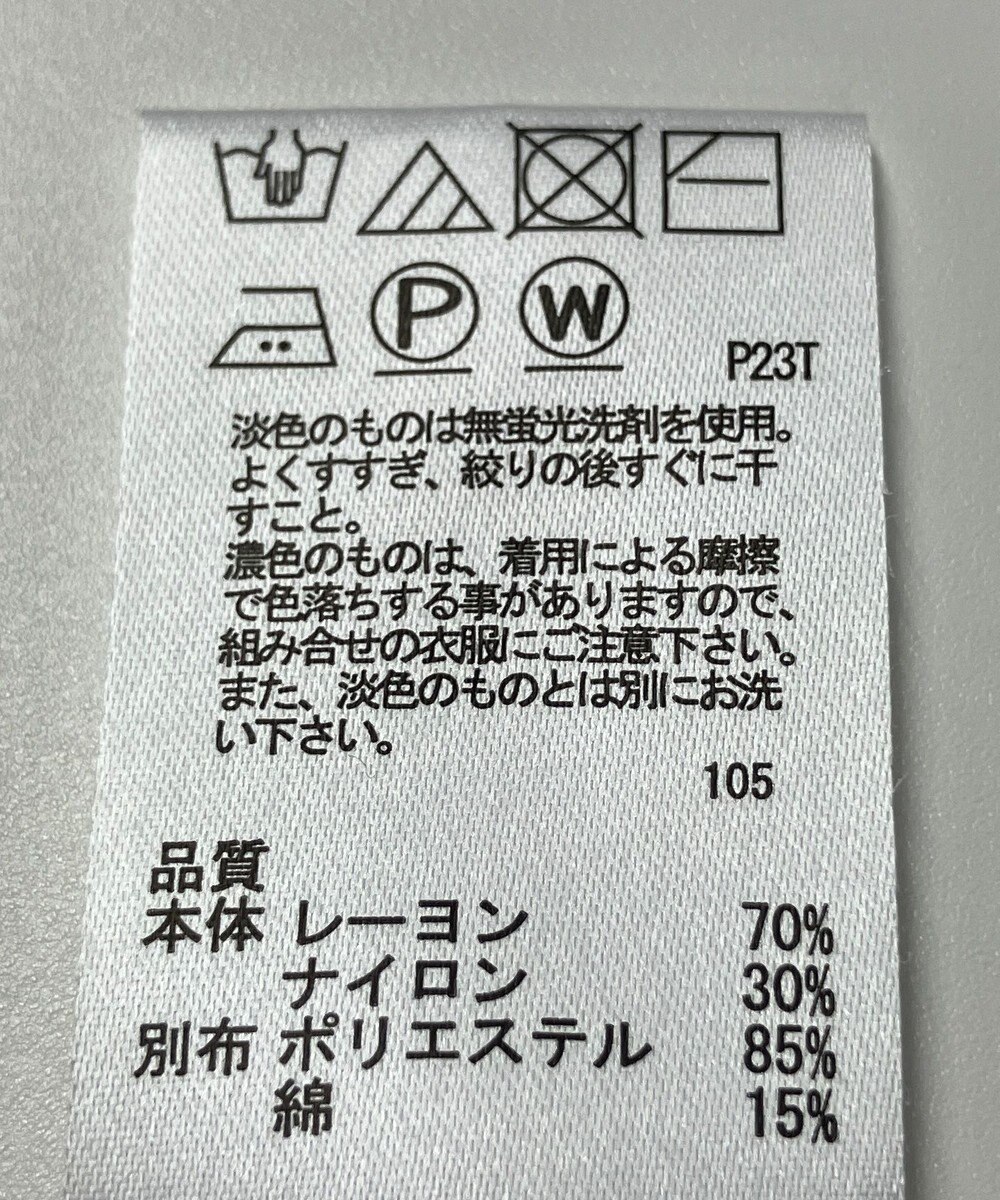 P W
P23T
淡色のものは無蛍光洗剤を使用。
よくすすぎ、絞りの後すぐに干
すこと。
濃色のものは、着用による摩擦
で色落ちする事がありますので、
組み合せの衣服にご注意下さい。
また、淡色のものとは別にお洗
い下さい。
105
品質
本体 レーヨン 70%
ナイロン 30%
別布 ポリエステル 85%
綿 15%